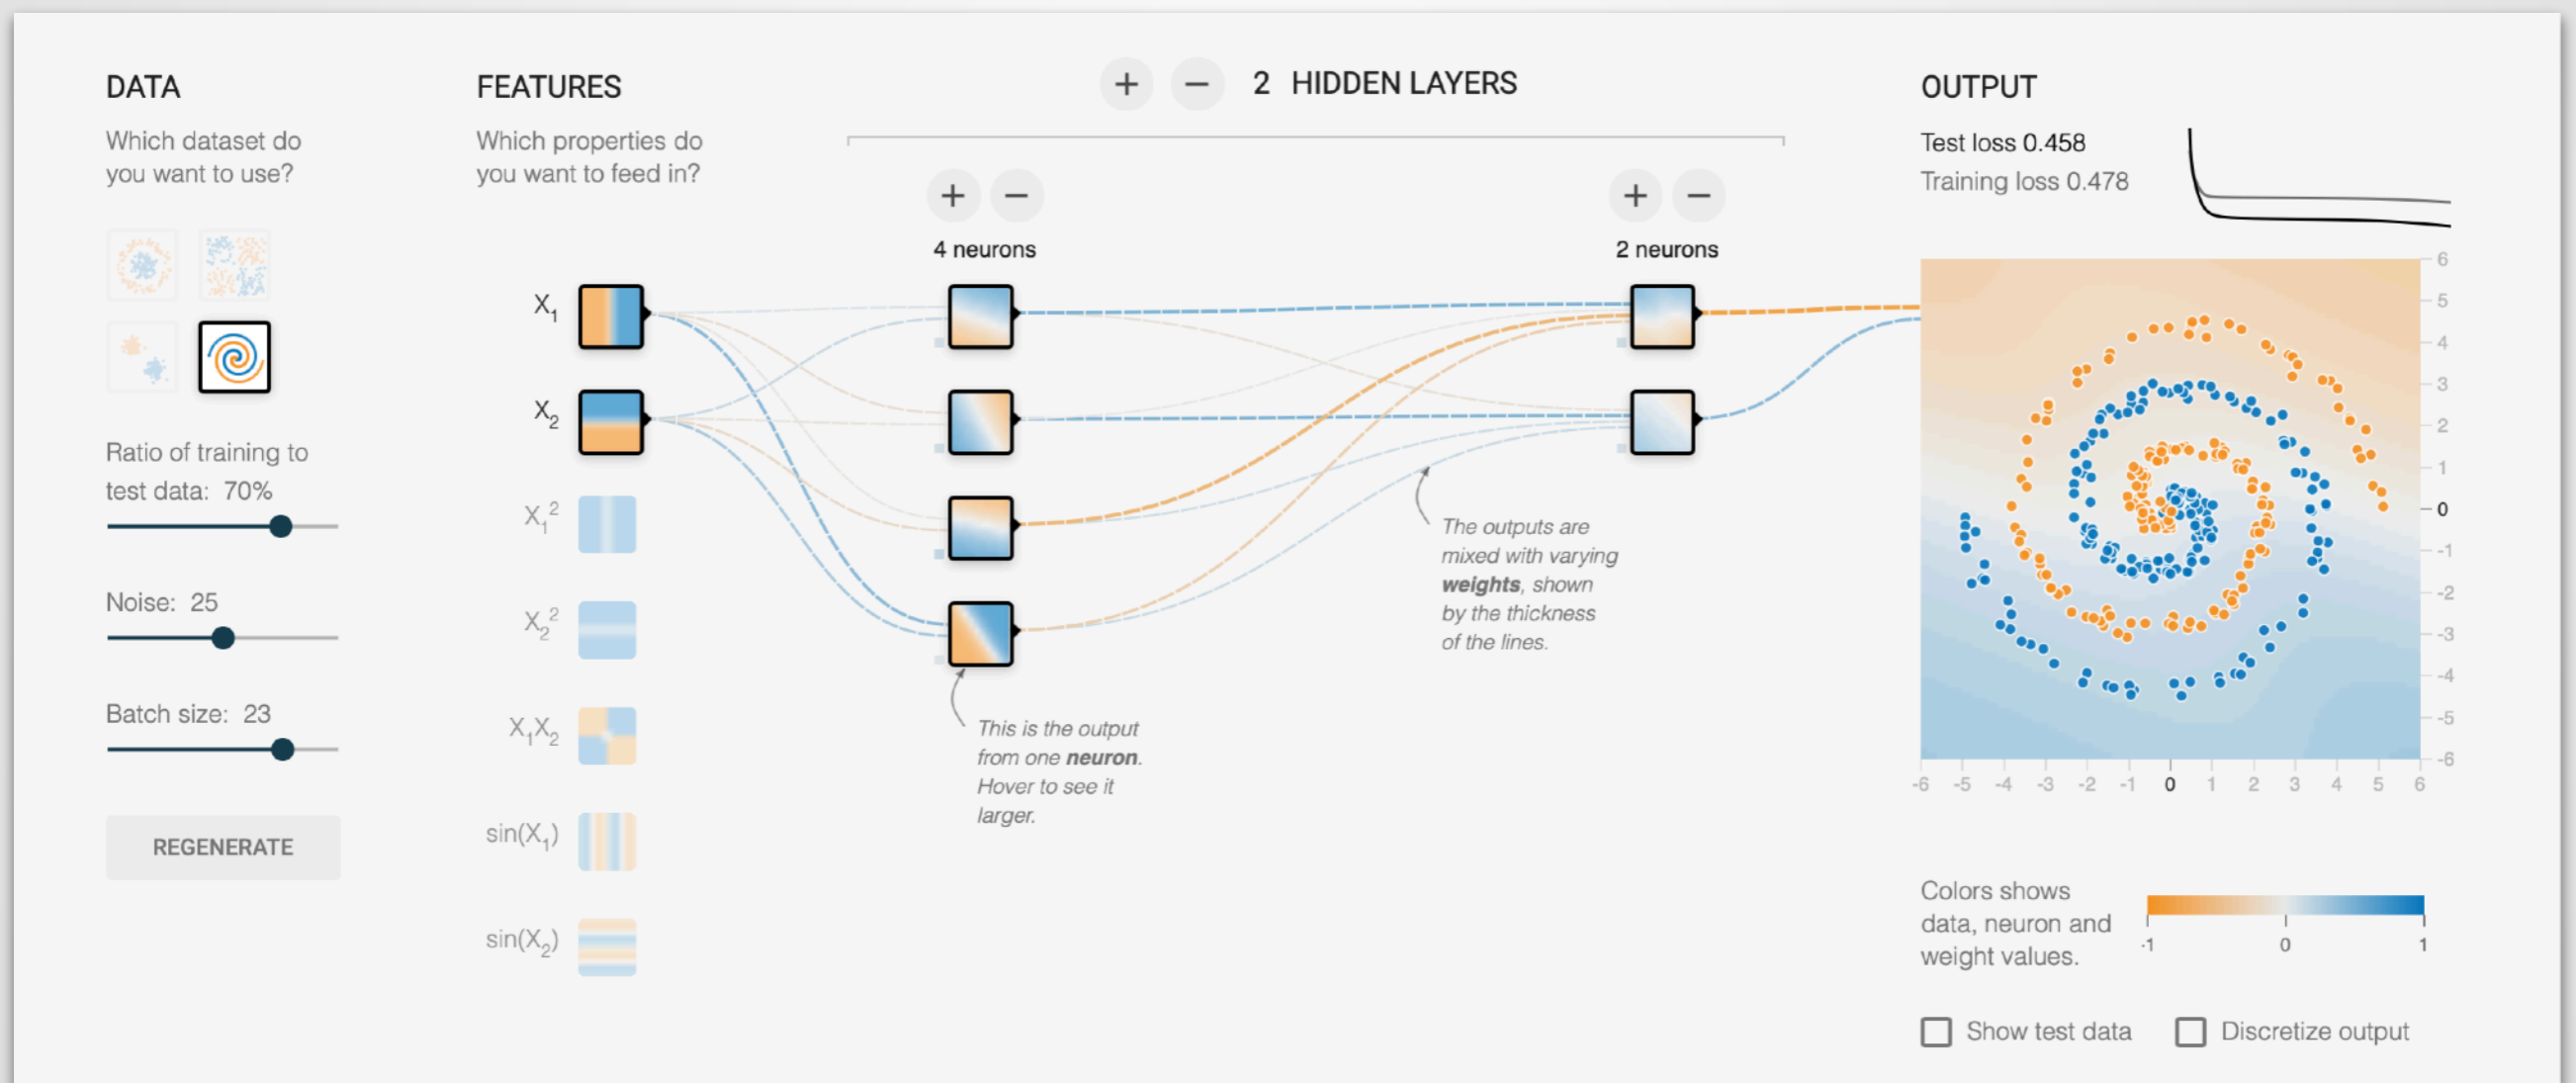 DATA
Which dataset do
you want to use?
Ratio of training to
test data: 70%
Noise: 25
Batch size: 23
REGENERATE
FEATURES
Which properties do
you want to feed in?
X1
X2
X1²
X2²
X1X2
sin(X1)
sin(X2)
+ − 2 HIDDEN LAYERS
+ −
4 neurons
+ −
2 neurons
This is the output
from one neuron.
Hover to see it
larger.
The outputs are
mixed with varying
weights, shown
by the thickness
of the lines.
OUTPUT
Test loss 0.458
Training loss 0.478
6
5
4
3
2
1
0
-1
-2
-3
-4
-5
-6
-6 -5 -4 -3 -2 -1 0 1 2 3 4 5 6
Colors shows
data, neuron and
weight values.
-1 0 1
Show test data
Discretize output